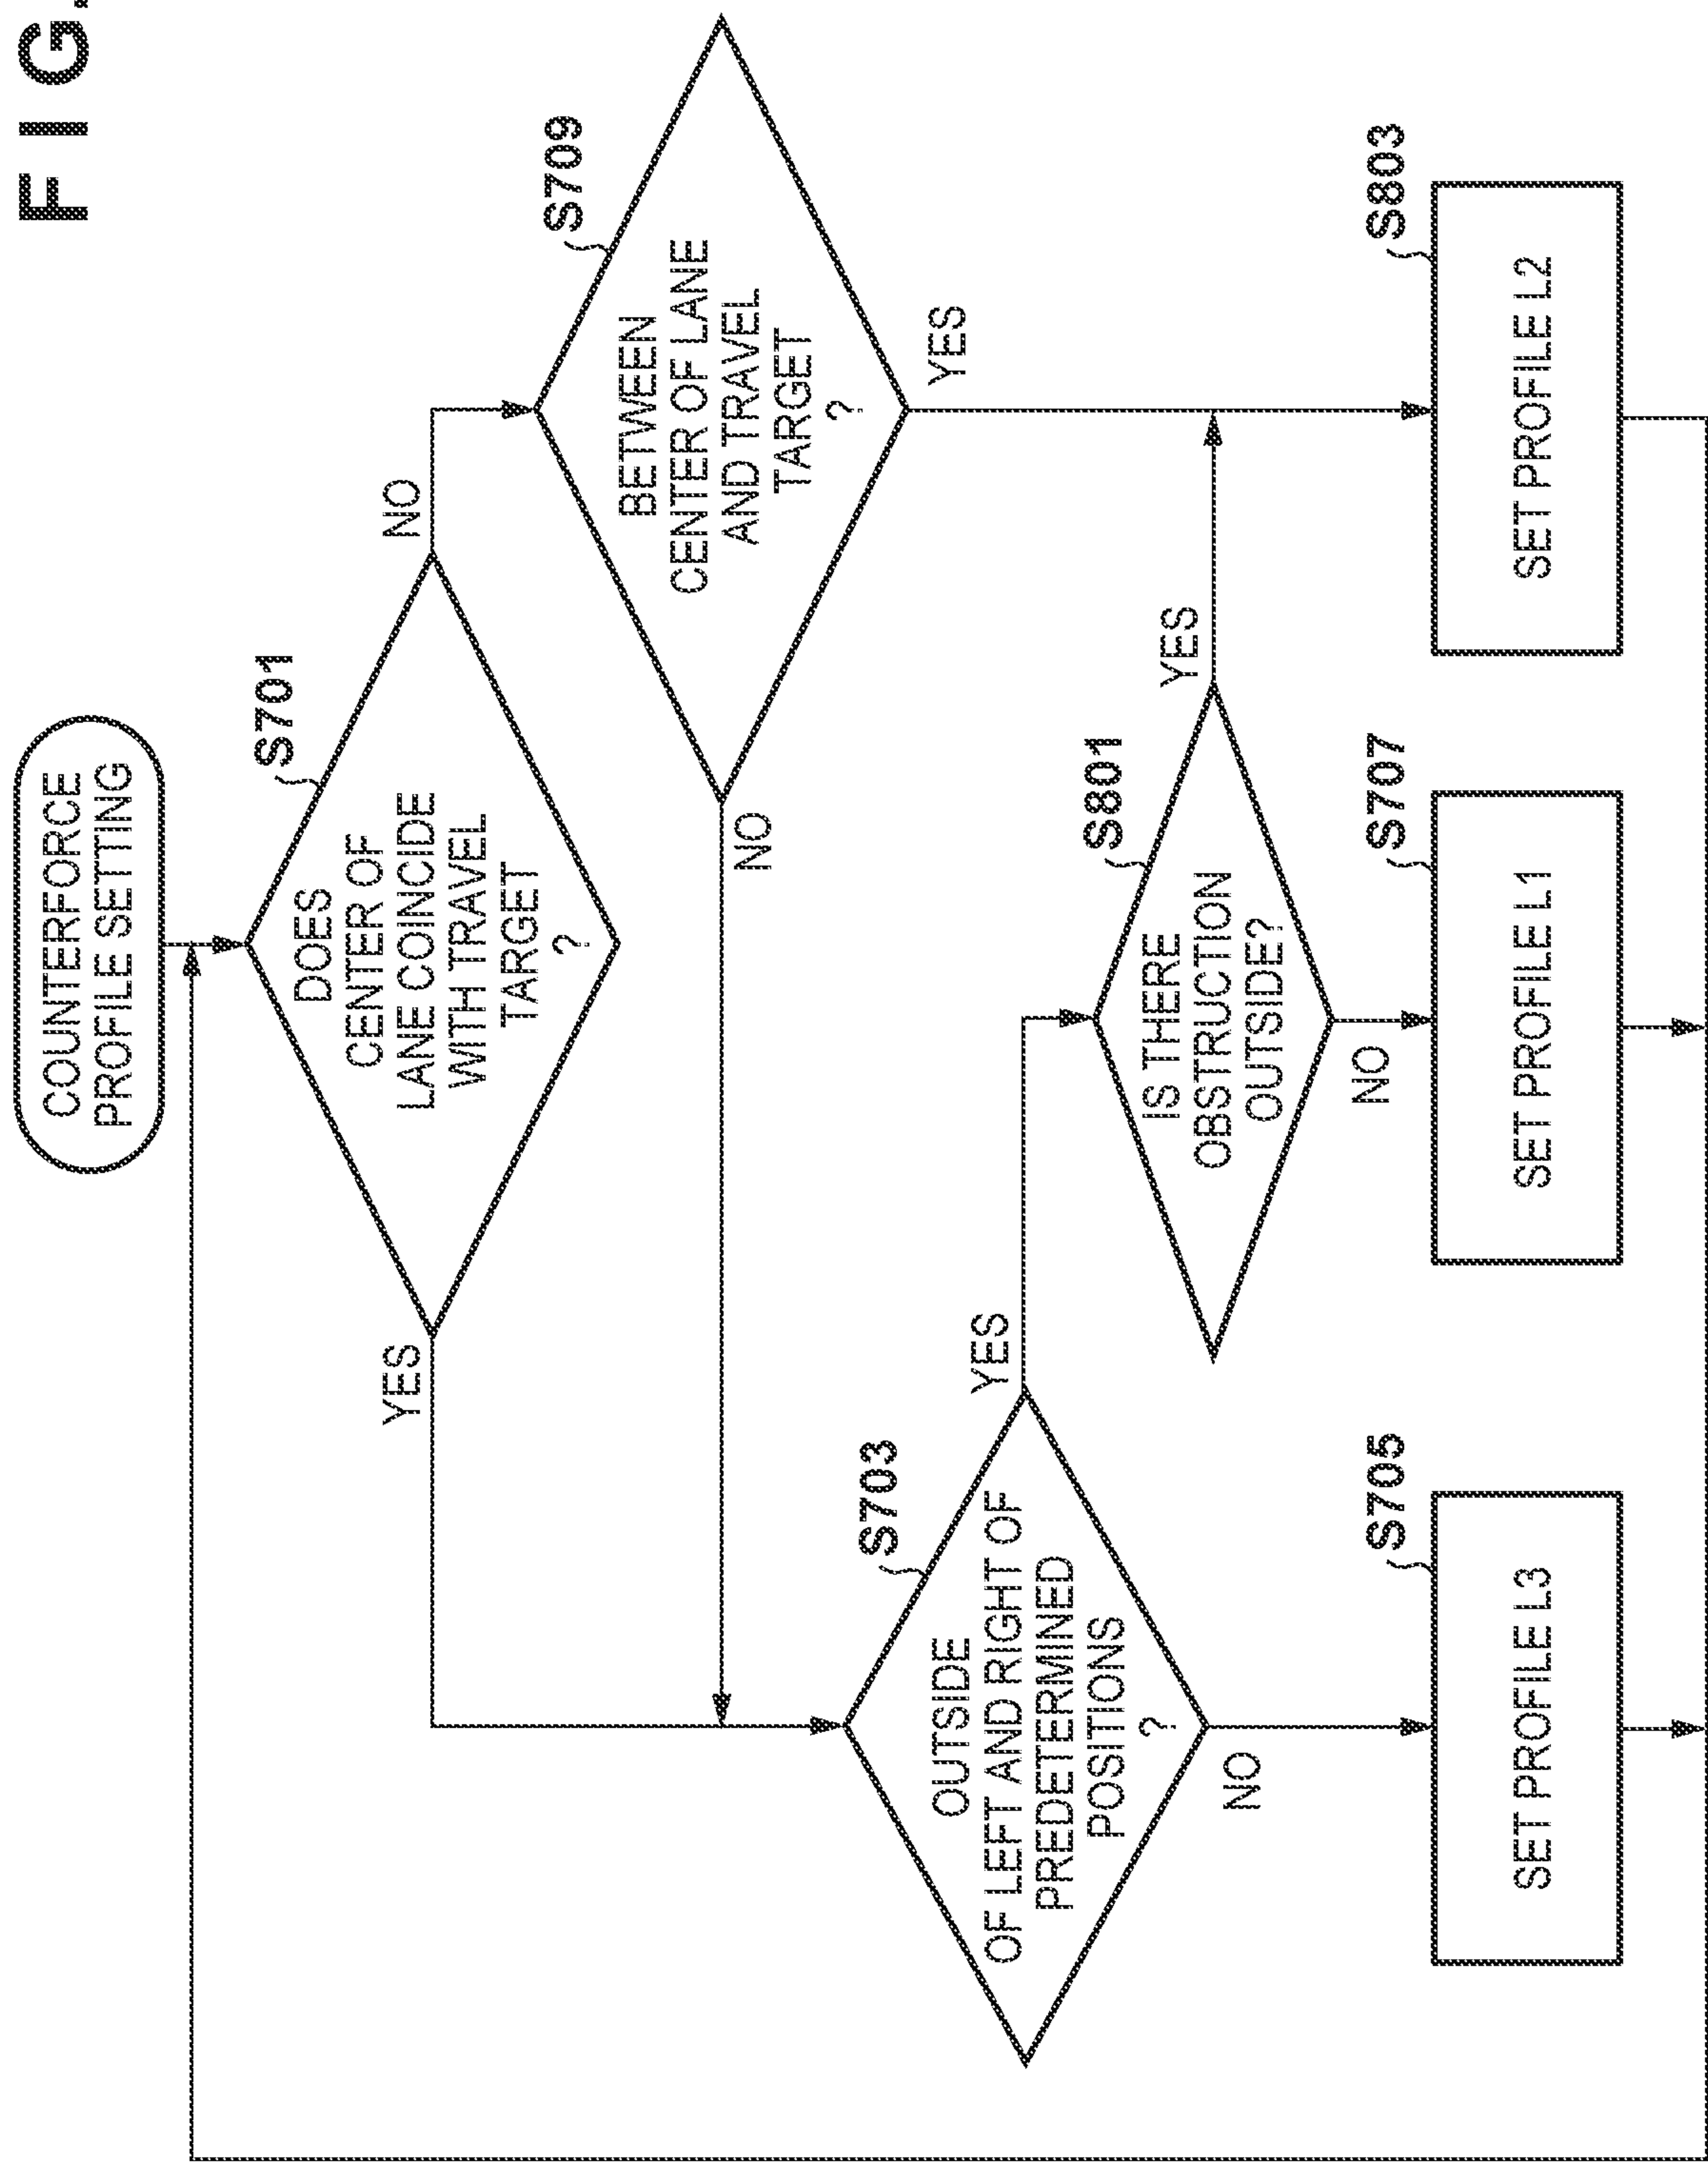 FIG.
COUNTERFORCE
PROFILE SETTING
S701
DOES
CENTER OF
LANE COINCIDE
WITH TRAVEL
TARGET
?
YES
NO
S709
BETWEEN
CENTER OF LANE
AND TRAVEL
TARGET
?
NO
YES
S703
OUTSIDE
OF LEFT AND RIGHT OF
PREDETERMINED
POSITIONS
?
YES
NO
S801
IS THERE
OBSTRUCTION
OUTSIDE?
YES
NO
S705
SET PROFILE L3
S707
SET PROFILE L1
S803
SET PROFILE L2